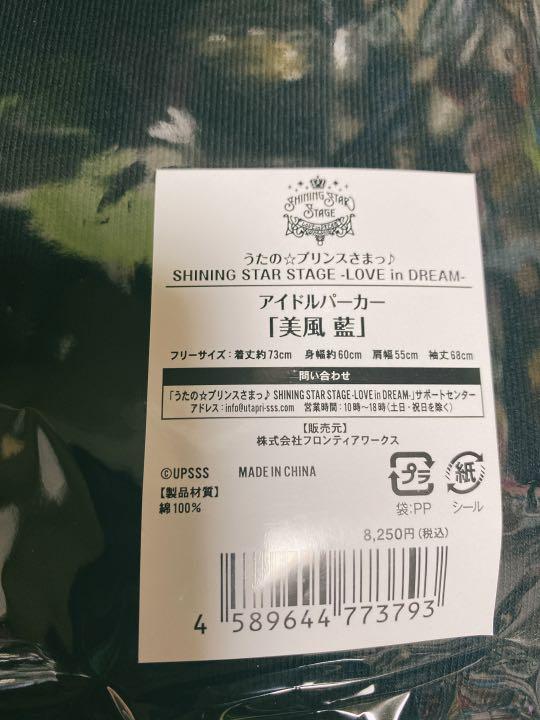 SHINING STAR
STAGE
うたの☆プリンスさまっ♪
SHINING STAR STAGE -LOVE in DREAM-
アイドルパーカー
「美風 藍」
フリーサイズ:着丈約73cm 身幅約60cm 肩幅55cm 袖丈68cm
問い合わせ
「うたの☆プリンスさまっ♪ SHINING STAR STAGE -LOVE in DREAM-」サポートセンター
アドレス:info@utapri-sss.com 営業時間:10時〜18時(土日・祝日を除く)
【販売元】
株式会社フロンティアワークス
©UPSSS MADE IN CHINA
【製品材質】
綿100%
プラ 紙
袋:PP シール
8,250円(税込)
4 589644 773793